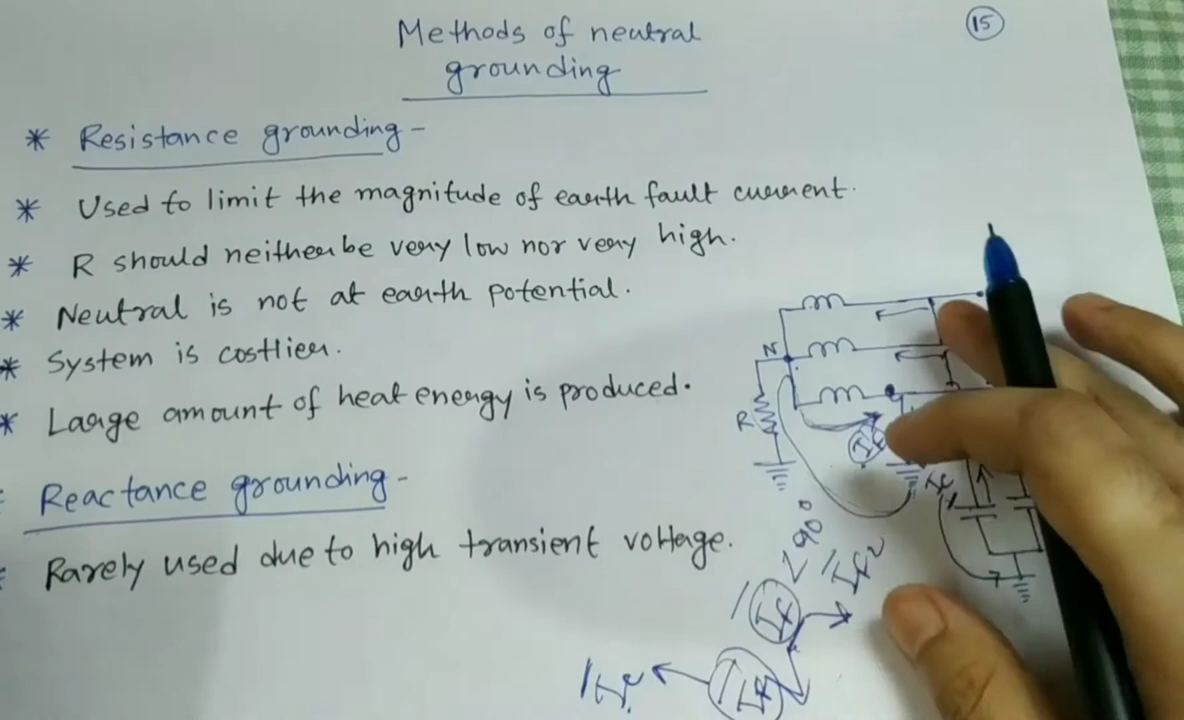 Methods of neutral
grounding
15
* Resistance grounding -
* Used to limit the magnitude of earth fault current.
* R should neither be very low nor very high.
* Neutral is not at earth potential.
* System is costlier.
* Large amount of heat energy is produced.
Reactance grounding -
Rarely used due to high transient voltage.
N
R
90°